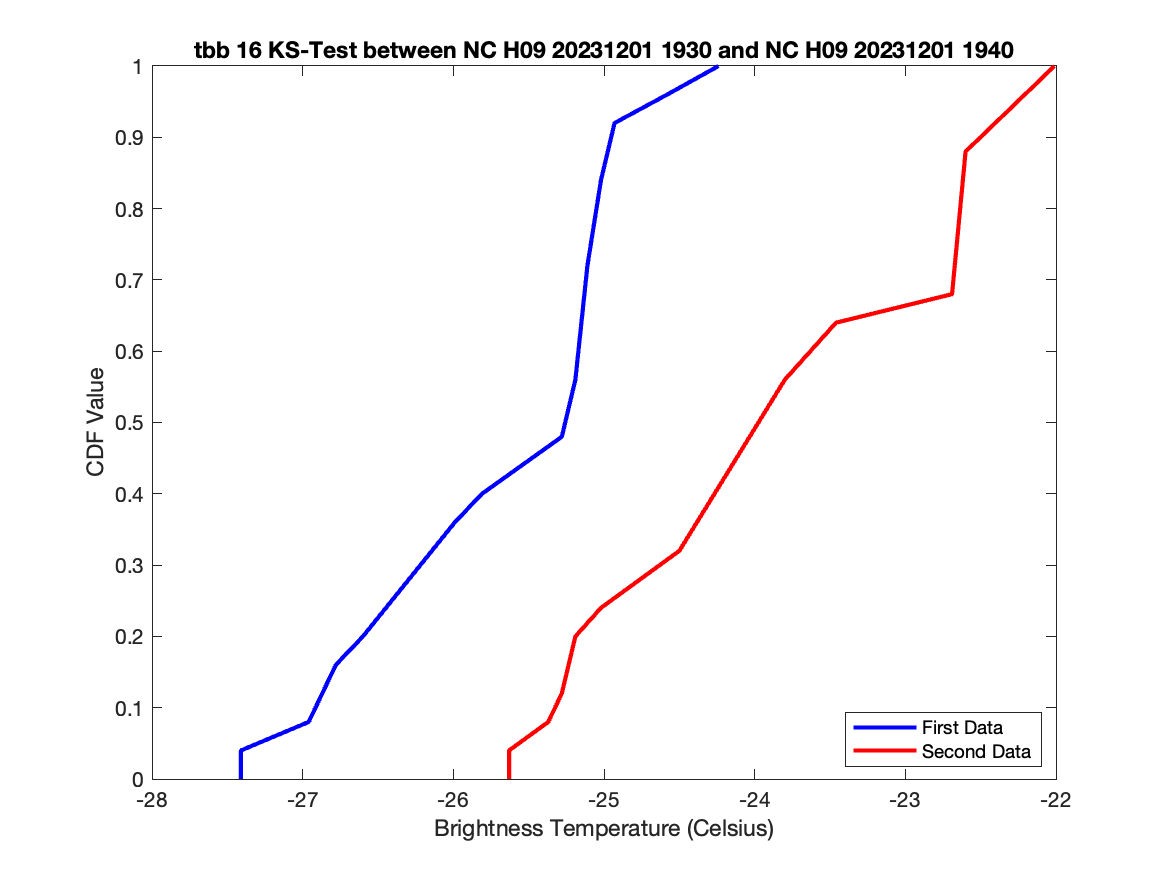 tbb 16 KS-Test between NC H09 20231201 1930 and NC H09 20231201 1940
1
0.9
0.8
0.7
0.6
0.5
0.4
0.3
0.2
0.1
0
CDF Value
First Data
Second Data
-28 -27 -26 -25 -24 -23 -22
Brightness Temperature (Celsius)